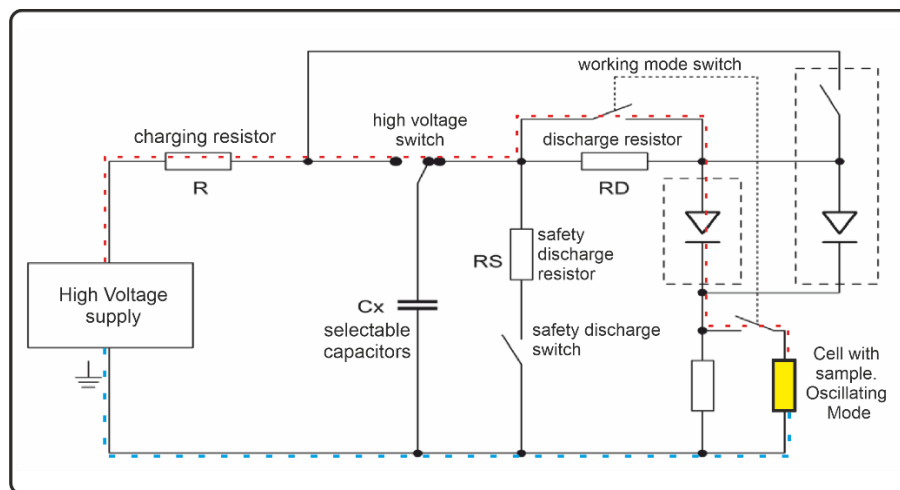 working mode switch
charging resistor
high voltage
switch
discharge resistor
R
RD
High Voltage
supply
RS
safety
discharge
resistor
Cx
selectable
capacitors
safety discharge
switch
Cell with
sample.
Oscillating
Mode